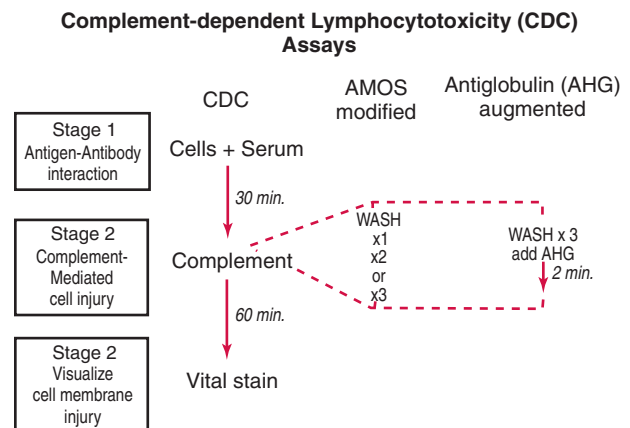 Complement-dependent Lymphocytotoxicity (CDC)
Assays
CDC
AMOS
modified
Antiglobulin (AHG)
augmented
Stage 1
Antigen-Antibody
interaction
Cells + Serum
30 min.
Stage 2
Complement-
Mediated
cell injury
Complement
WASH
x1
x2
or
x3
WASH x 3
add AHG
2 min.
60 min.
Stage 2
Visualize
cell membrane
injury
Vital stain